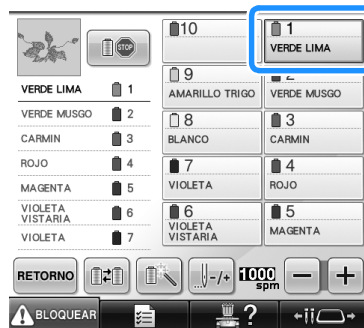 STOP
VERDE LIMA 1
VERDE MUSGO 2
CARMIN 3
ROJO 4
MAGENTA 5
VIOLETA
VISTARIA 6
VIOLETA 7
10
1
VERDE LIMA
9
AMARILLO TRIGO
2
VERDE MUSGO
8
BLANCO
3
CARMIN
7
VIOLETA
4
ROJO
6
VIOLETA
VISTARIA
5
MAGENTA
RETORNO
-/+
1000
spm
− +
BLOQUEAR
?